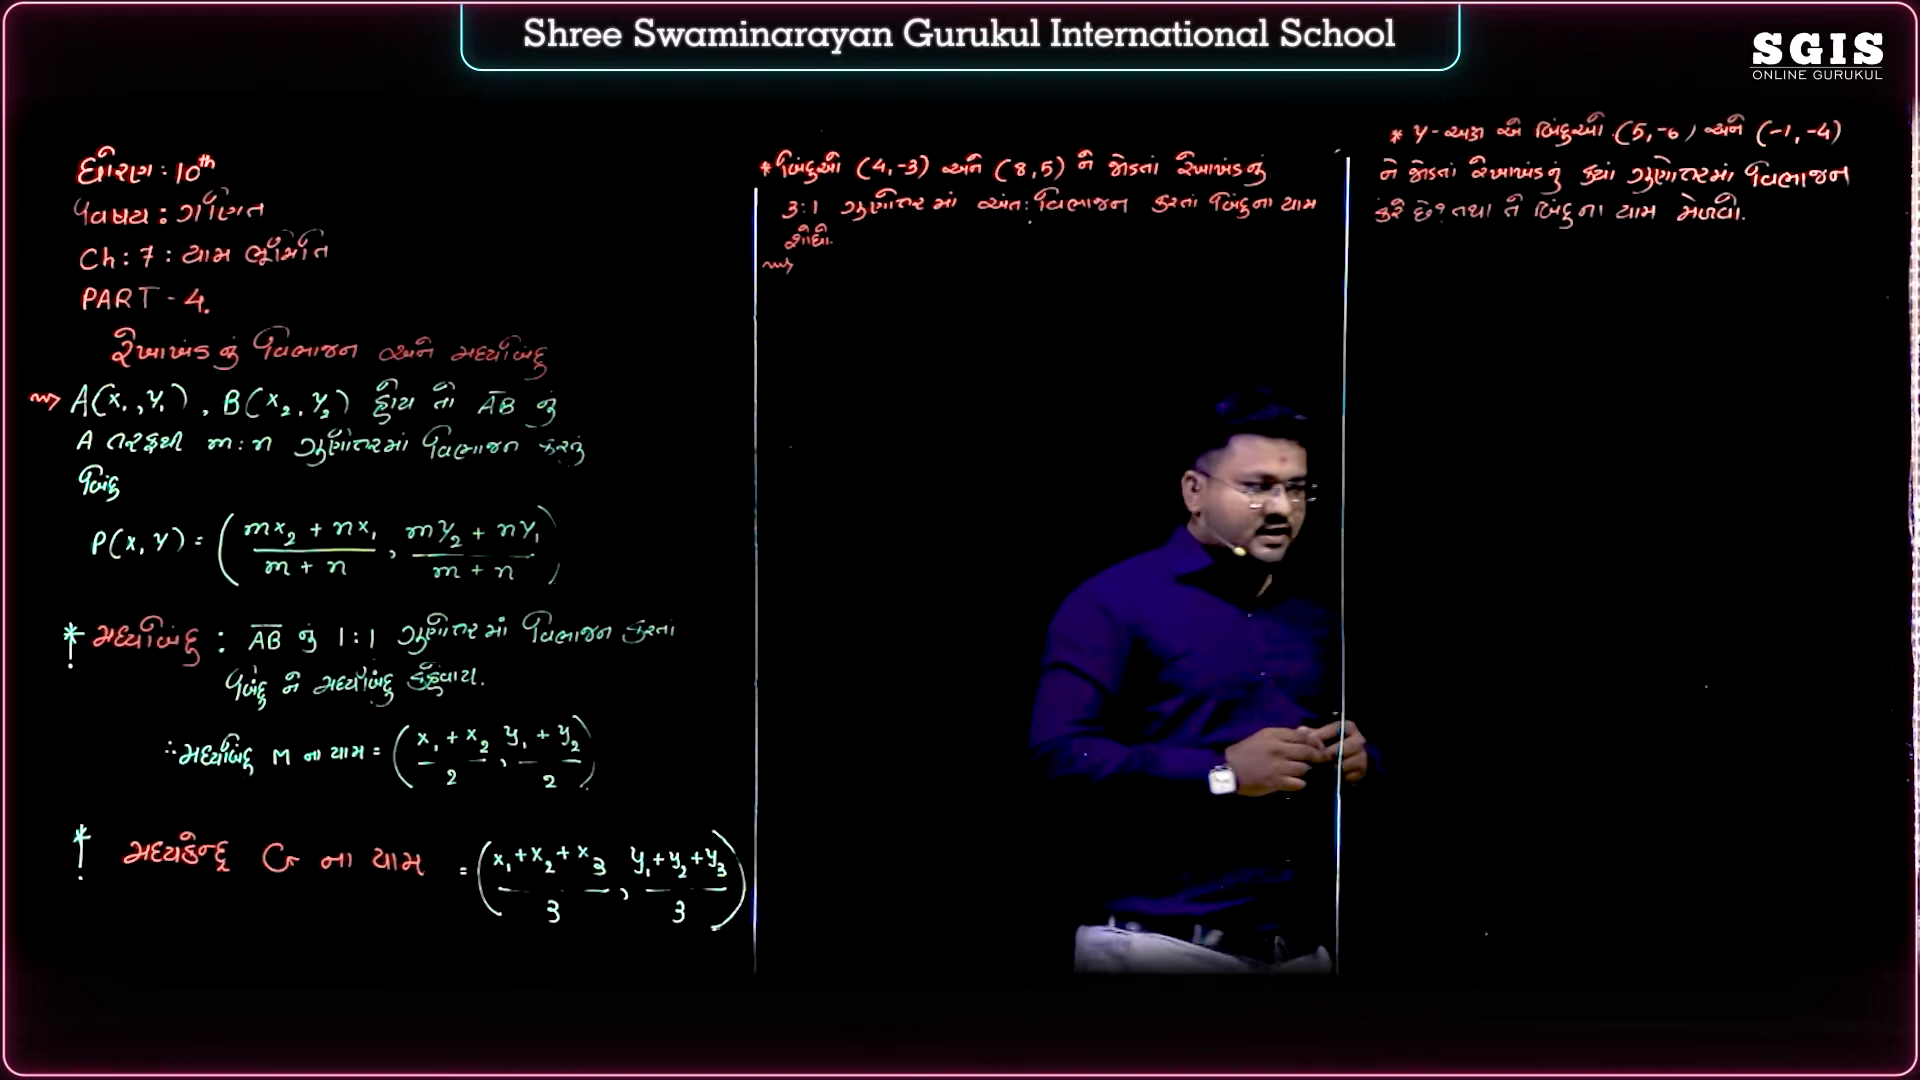 Shree Swaminarayan Gurukul International School
SGIS
ONLINE GURUKUL
ધોરણ : 10th
વિષય : ગણિત
Ch : 7 : યામ ભૂમિતિ
PART - 4.
રેખાખંડનું વિભાજન અને મધ્યબિંદુ
A(x₁, y₁), B(x₂, y₂) હોય તો A̅B̅ નું
A તરફથી m : n ગુણોત્તરમાં વિભાજન કરતું
બિંદુ
P(x, y) = ( (mx₂ + nx₁)/(m + n) , (my₂ + ny₁)/(m + n) )
* મધ્યબિંદુ : A̅B̅ નું 1 : 1 ગુણોત્તરમાં વિભાજન કરતાં
બિંદુ ને મધ્યબિંદુ કહેવાય.
∴ મધ્યબિંદુ M ના યામ = ( (x₁ + x₂)/2 , (y₁ + y₂)/2 )
* મધ્યકેન્દ્ર G ના યામ = ( (x₁ + x₂ + x₃)/3 , (y₁ + y₂ + y₃)/3 )
* બિંદુઓ (4, -3) અને (8, 5) ને જોડતાં રેખાખંડનું
3 : 1 ગુણોત્તરમાં અંતઃ વિભાજન કરતાં બિંદુના યામ
શોધો.
* y - અક્ષ એ બિંદુઓ (5, -6) અને (-1, -4)
ને જોડતાં રેખાખંડનું ક્યાં ગુણોત્તરમાં વિભાજન
કરે છે? તથા તે બિંદુના યામ મેળવો.